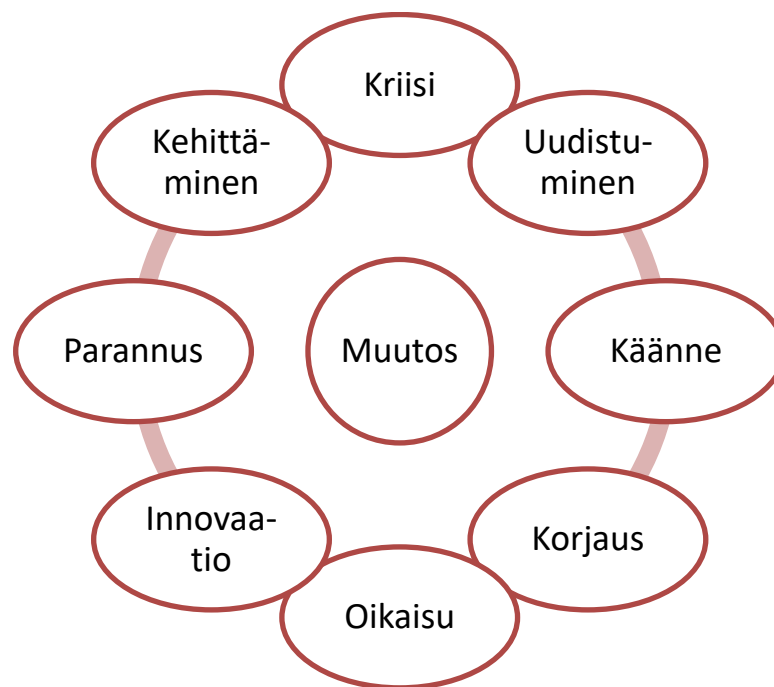 Kriisi
Kehittä-
minen
Uudistu-
minen
Parannus
Muutos
Käänne
Innovaa-
tio
Korjaus
Oikaisu